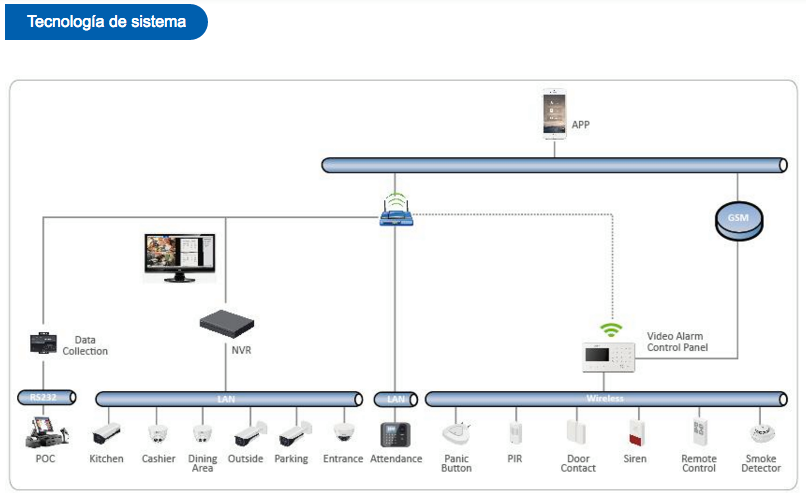 Tecnología de sistema
APP
GSM
Data
Collection
NVR
Video Alarm
Control Panel
RS232
LAN
LAN
Wireless
POC
Kitchen
Cashier
Dining
Area
Outside
Parking
Entrance
Attendance
Panic
Button
PIR
Door
Contact
Siren
Remote
Control
Smoke
Detector